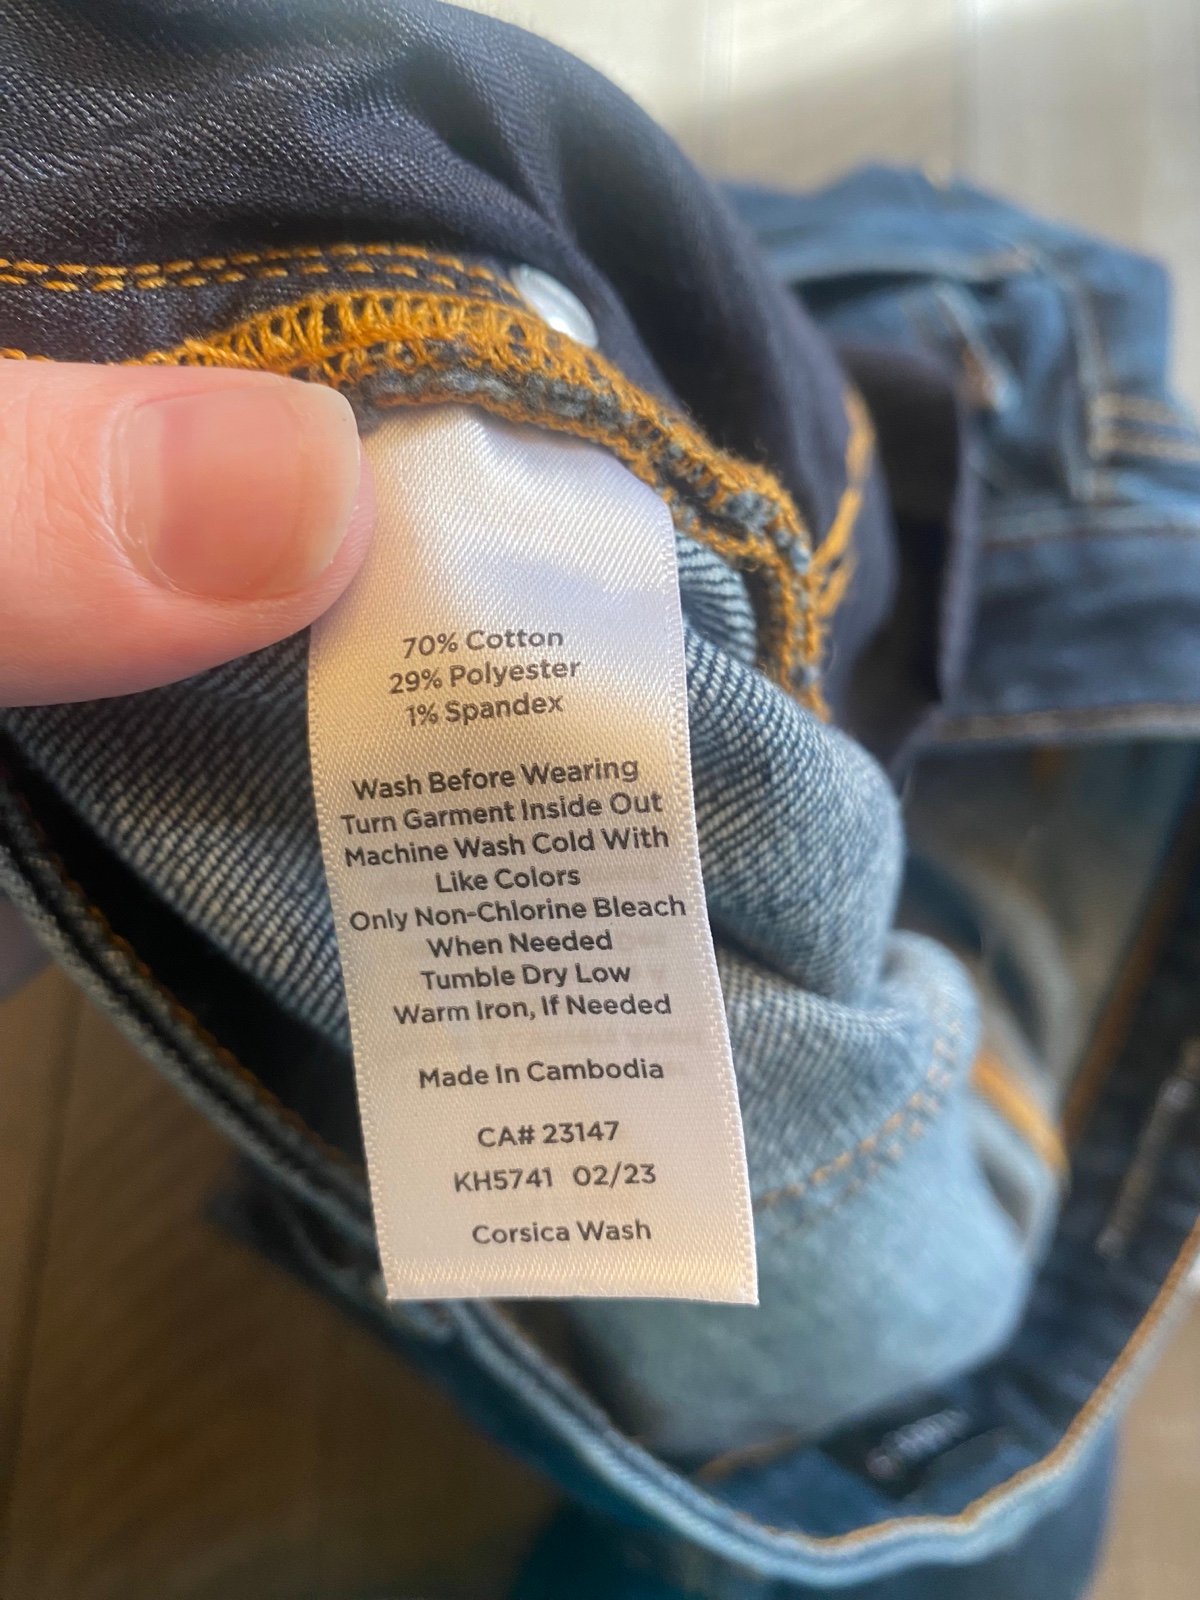 70% Cotton
29% Polyester
1% Spandex
Wash Before Wearing
Turn Garment Inside Out
Machine Wash Cold With
Like Colors
Only Non-Chlorine Bleach
When Needed
Tumble Dry Low
Warm Iron, If Needed
Made In Cambodia
CA# 23147
KH5741 02/23
Corsica Wash